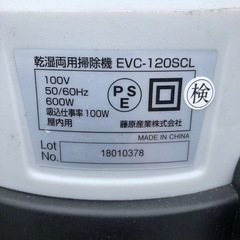 乾湿両用掃除機 EVC-120SCL
100V
50/60Hz
600W
吸込仕事率100W
屋内用
PS
E
検
藤原産業株式会社
MADE IN CHINA
Lot No. 18010378